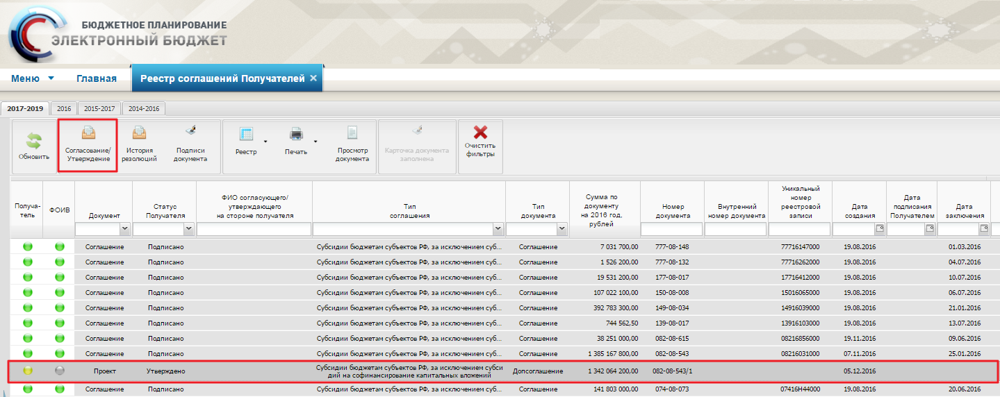 БЮДЖЕТНОЕ ПЛАНИРОВАНИЕ
ЭЛЕКТРОННЫЙ БЮДЖЕТ
Меню Главная Реестр соглашений Получателей ×
2017-2019 2016 2015-2017 2014-2016
Обновить
Согласование/
Утверждение
История
резолюций
Подписи
документа
Реестр
Печать
Просмотр
документа
Карточка документа
заполнена
Очистить
фильтры
Получа-
тель
ФОИВ
Документ
Статус
Получателя
ФИО согласующего/
утверждающего
на стороне получателя
Тип
соглашения
Тип
документа
Сумма по
документу
на 2016 год,
рублей
Номер
документа
Внутренний
номер документа
Уникальный
номер
реестровой
записи
Дата
создания
Дата
подписания
Получателем
Дата
заключения
Соглашение Подписано Субсидии бюджетам субъектов РФ, за исключением суб... Соглашение 7 031 700,00 777-08-148 77716147000 19.08.2016 01.03.2016
Соглашение Подписано Субсидии бюджетам субъектов РФ, за исключением суб... Соглашение 1 526 200,00 777-08-132 77716262000 19.08.2016 04.07.2016
Соглашение Подписано Субсидии бюджетам субъектов РФ, за исключением суб... Соглашение 19 531 200,00 177-08-017 17716412000 19.08.2016 10.07.2016
Соглашение Подписано Субсидии бюджетам субъектов РФ, за исключением суб... Соглашение 107 022 100,00 150-08-008 15016065000 19.08.2016 06.07.2016
Соглашение Подписано Субсидии бюджетам субъектов РФ, за исключением суб... Соглашение 392 783 300,00 149-08-034 14916039000 19.08.2016 21.01.2016
Соглашение Подписано Субсидии бюджетам субъектов РФ, за исключением суб... Соглашение 744 562,50 139-08-017 13916103000 19.08.2016 13.07.2016
Соглашение Подписано Субсидии бюджетам субъектов РФ, за исключением суб... Соглашение 38 251 000,00 082-08-615 08216856000 19.11.2016 09.06.2016
Соглашение Подписано Субсидии бюджетам субъектов РФ, за исключением суб... Соглашение 1 385 167 800,00 082-08-543 08216031000 07.11.2016 25.01.2016
Проект Утверждено Субсидии бюджетам субъектов РФ, за исключением субси
дий на софинансирование капитальных вложений Допсоглашение 1 342 064 200,00 082-08-543/1 05.12.2016
Соглашение Подписано Субсидии бюджетам субъектов РФ, за исключением суб... Соглашение 141 803 000,00 074-08-073 07416Н44000 19.08.2016 20.06.2016